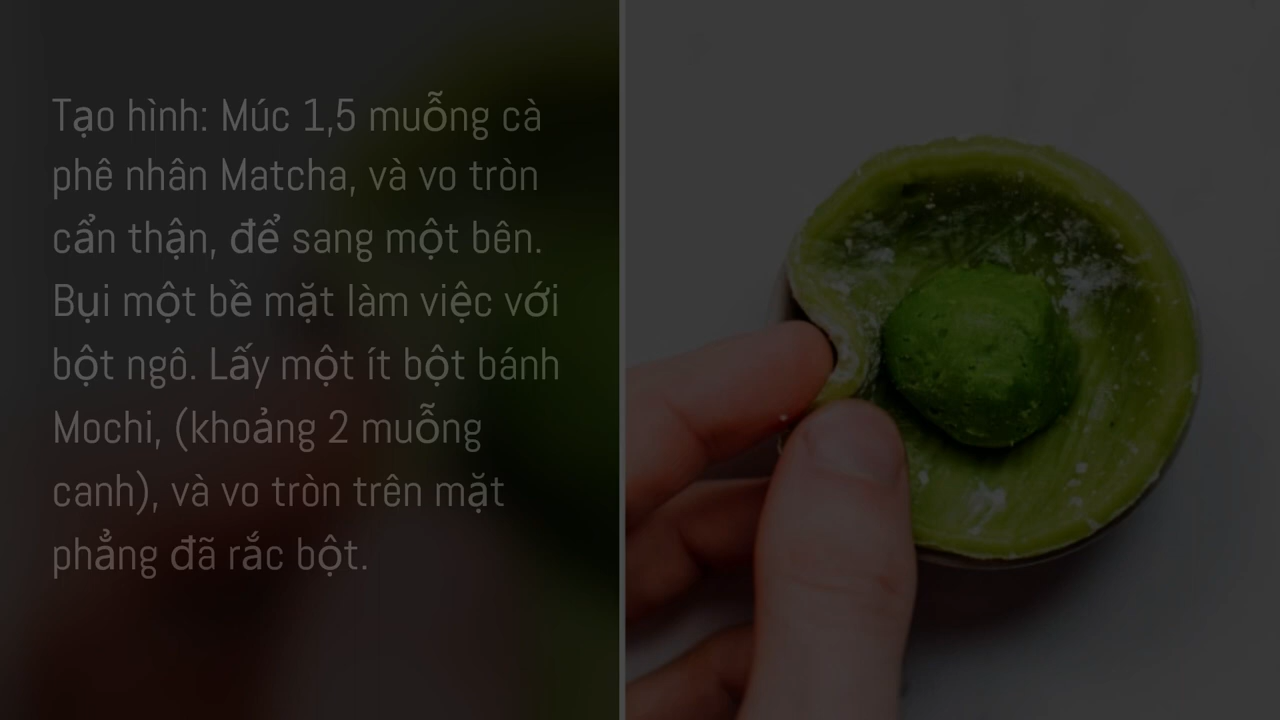 Tạo hình: Múc 1,5 muỗng cà
phê nhân Matcha, và vo tròn
cẩn thận, để sang một bên.
Bụi một bề mặt làm việc với
bột ngô. Lấy một ít bột bánh
Mochi, (khoảng 2 muỗng
canh), và vo tròn trên mặt
phẳng đã rắc bột.